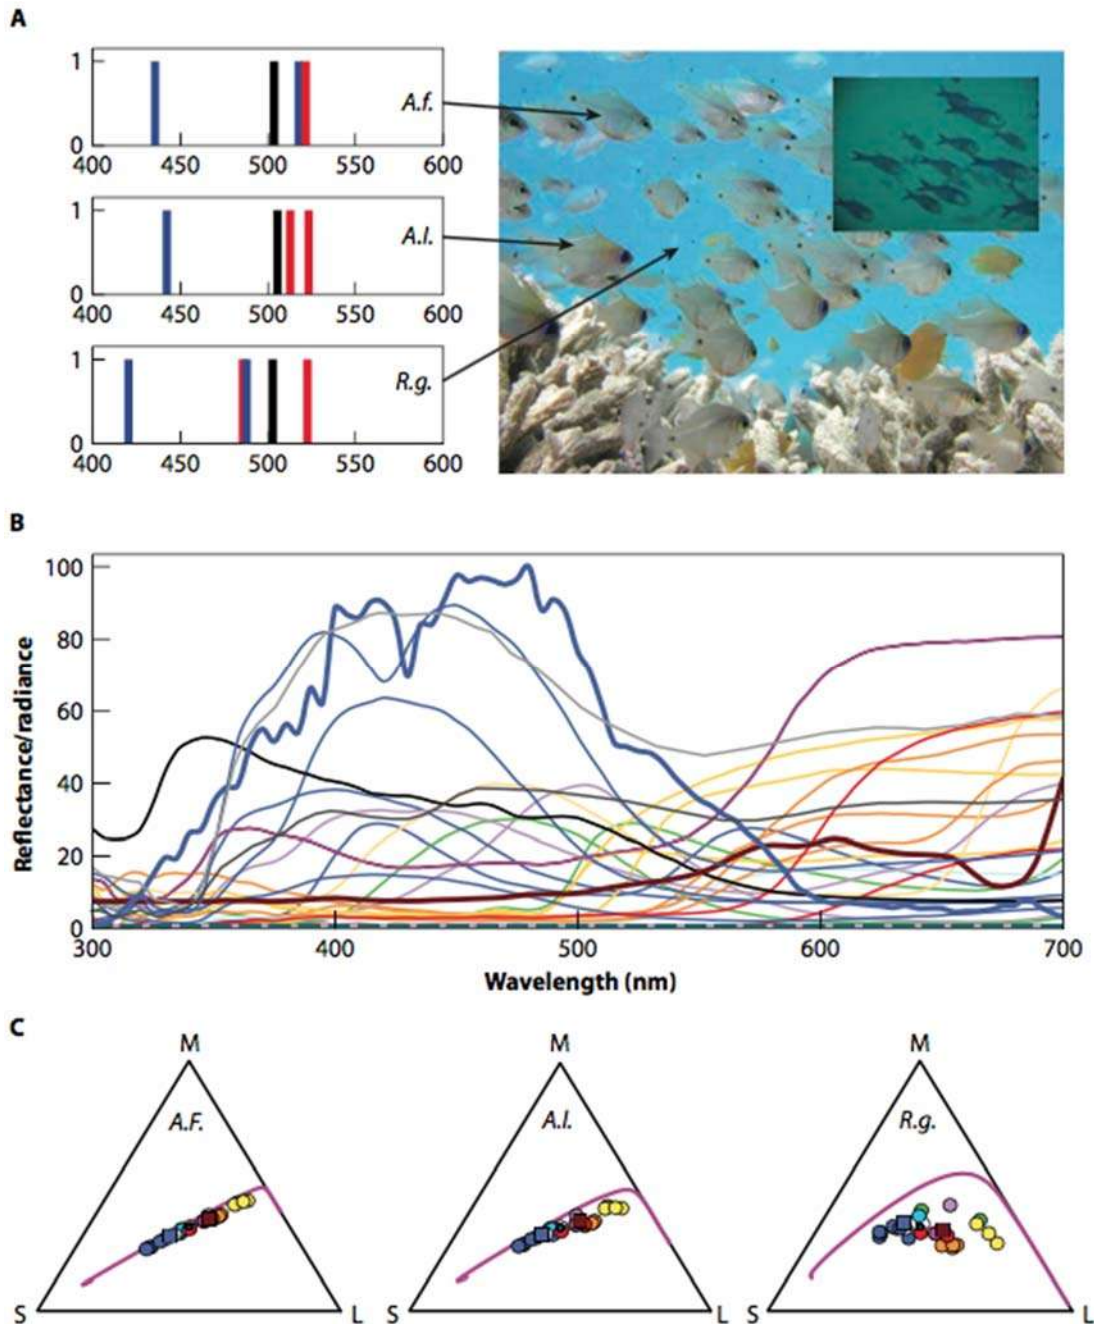 A
1
0
400 450 500 550 600
A.f.
1
0
400 450 500 550 600
A.l.
1
0
400 450 500 550 600
R.g.
B
Reflectance/radiance
100
80
60
40
20
0
300 400 500 600 700
Wavelength (nm)
C
M M M
A.F. A.l. R.g.
S L S L S L